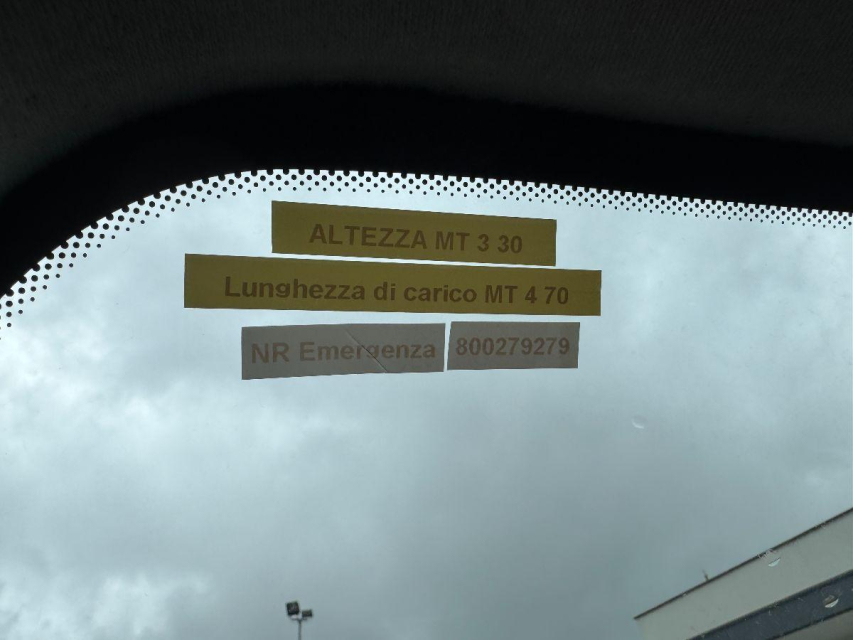 ALTEZZA MT 3 30
Lunghezza di carico MT 4 70
NR Emergenza 800279279